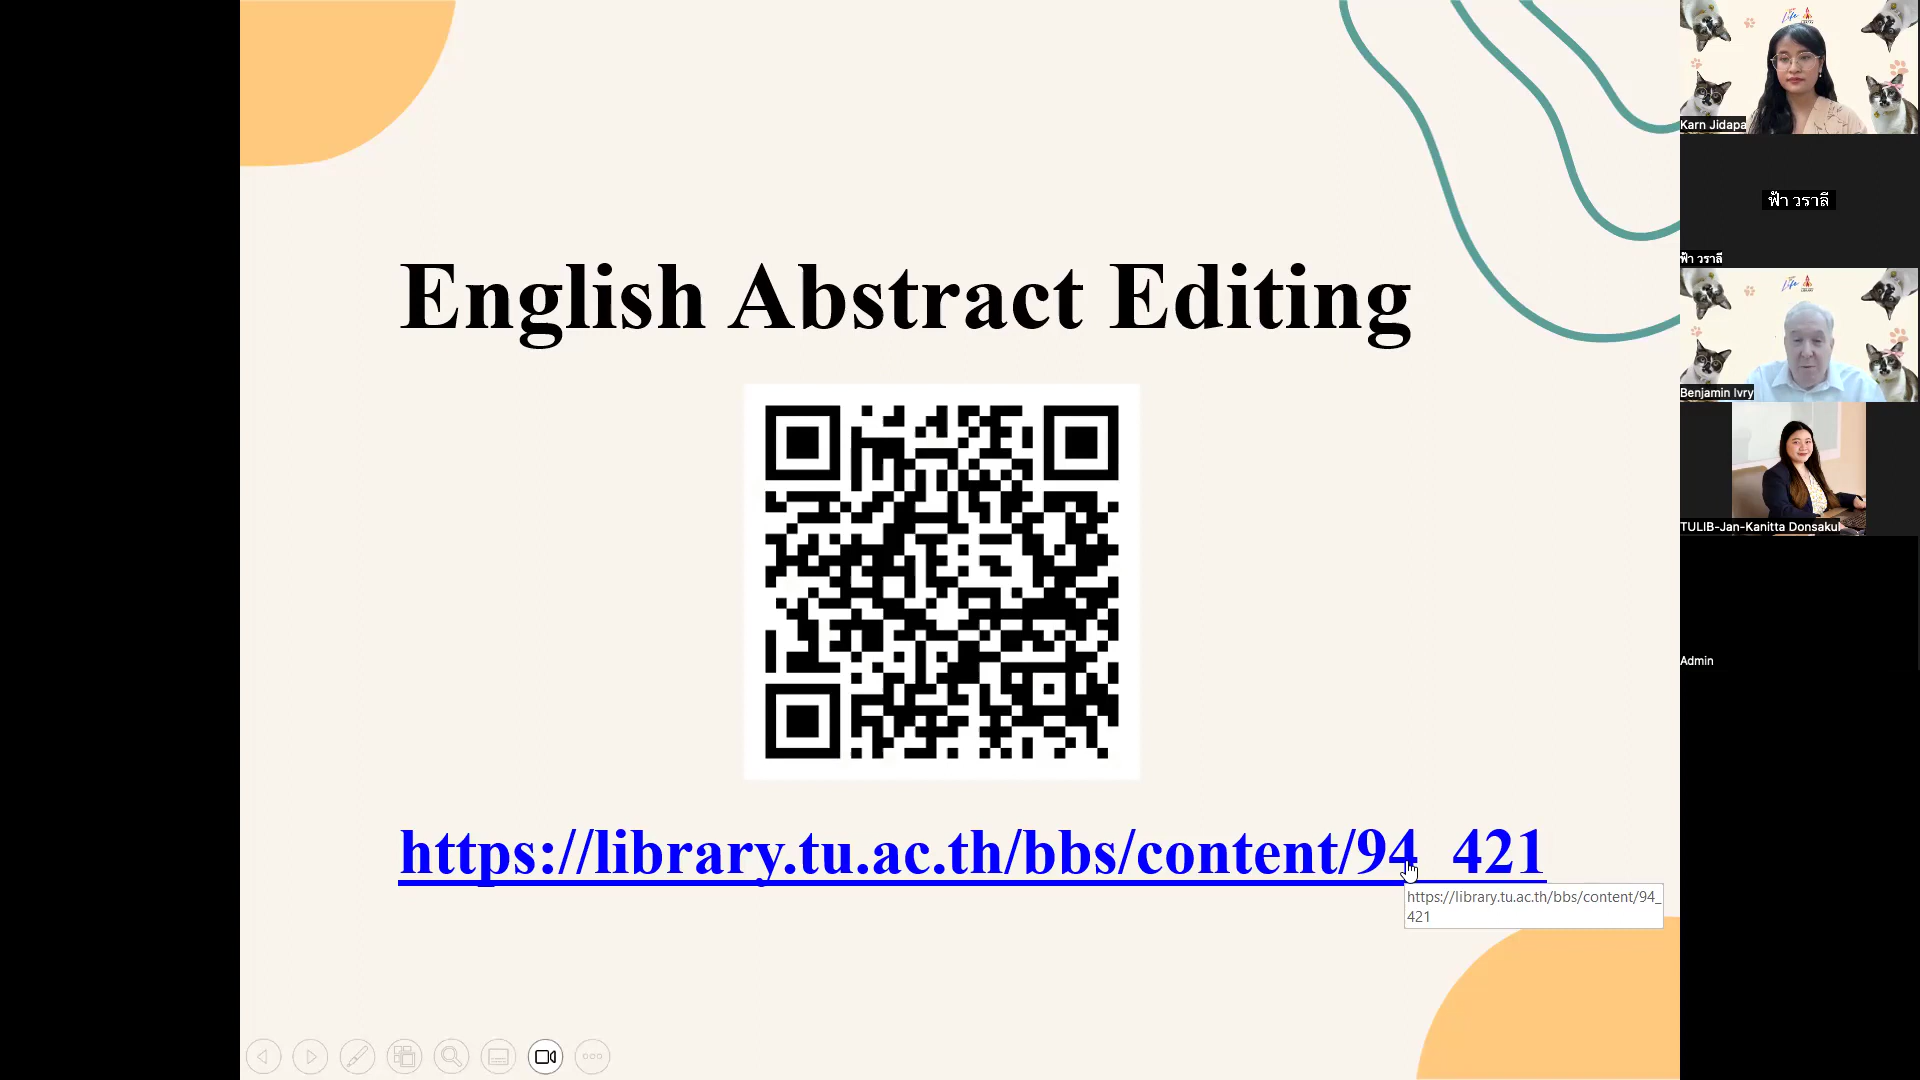 English Abstract Editing
https://library.tu.ac.th/bbs/content/94_421
https://library.tu.ac.th/bbs/content/94_
421
Karn Jidapa
ฟ้า วราลี
ฟ้า วราลี
Benjamin Ivry
TULIB-Jan-Kanitta Donsakul
Admin